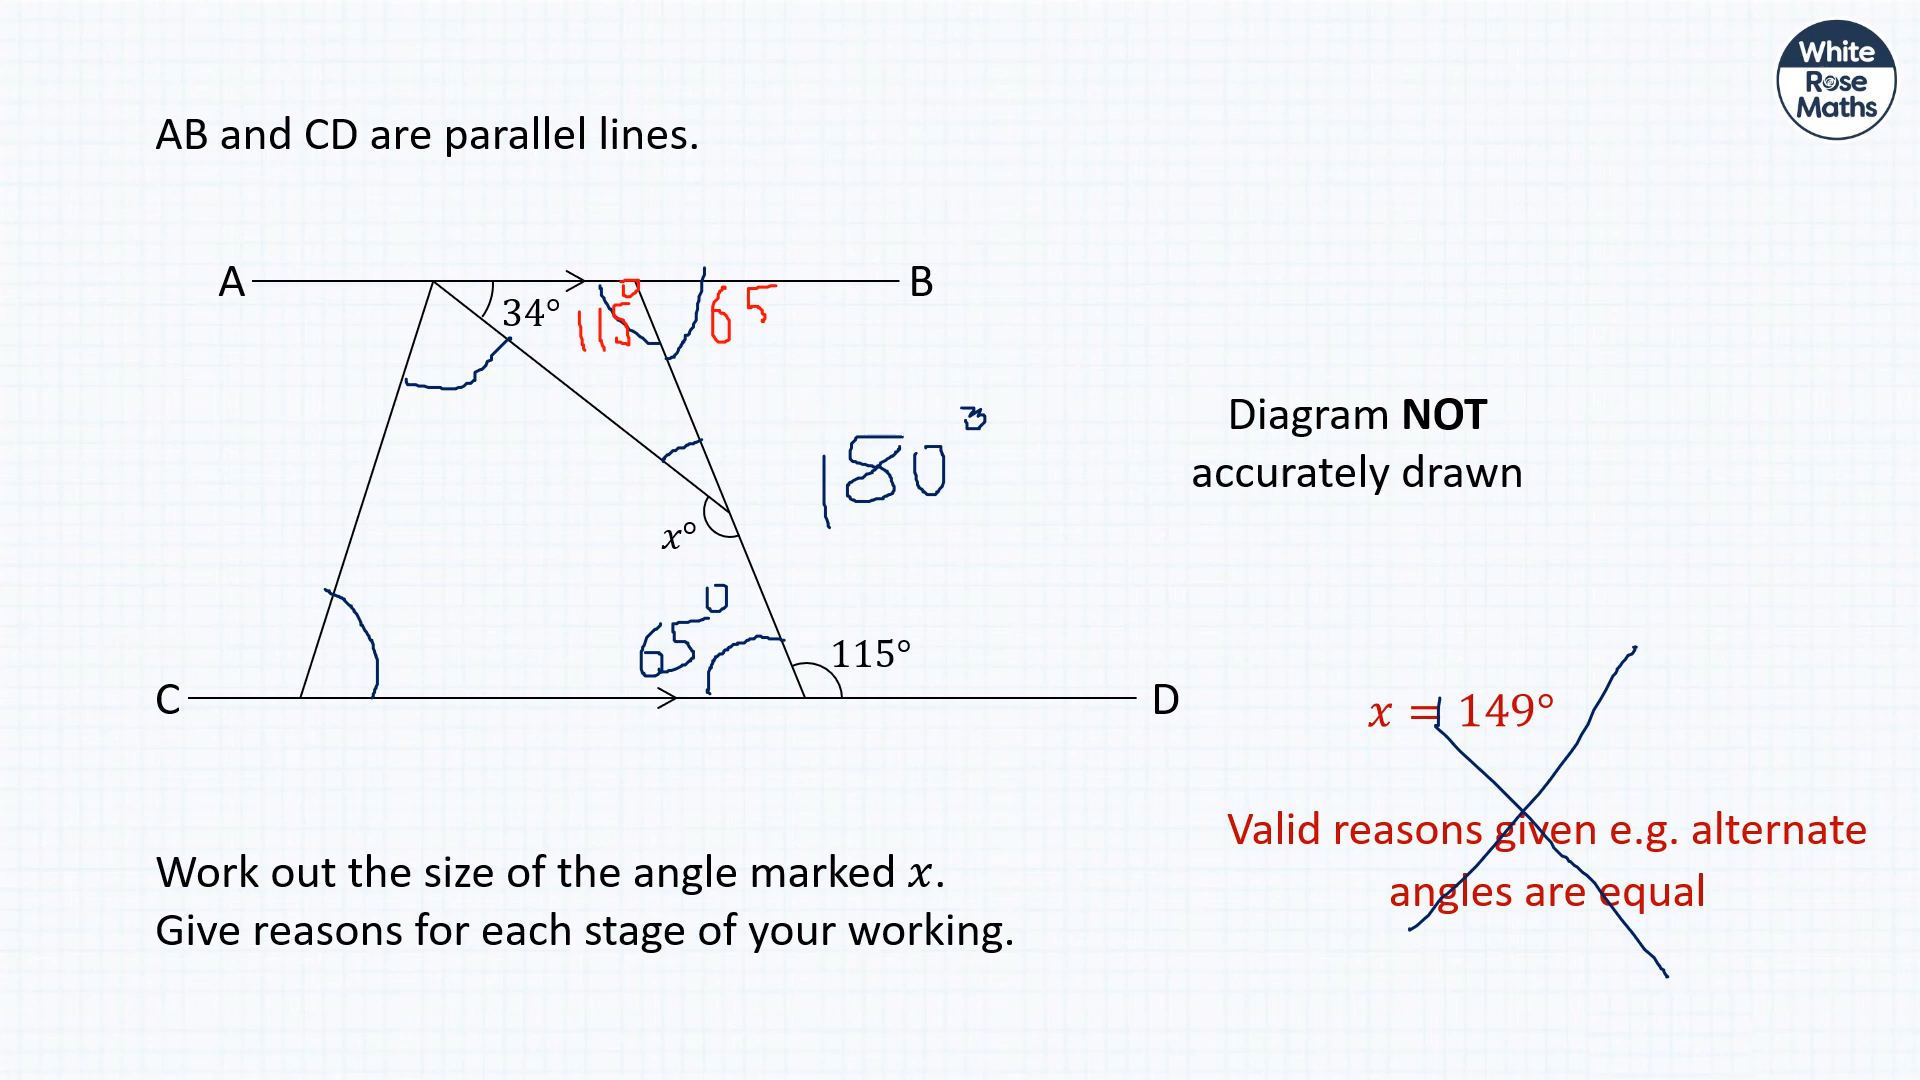 White
Rose
Maths
AB and CD are parallel lines.
A
B
34°
115°
65
Diagram NOT
accurately drawn
180°
x°
65°
115°
C
D
x = 149°
Valid reasons given e.g. alternate
angles are equal
Work out the size of the angle marked x.
Give reasons for each stage of your working.